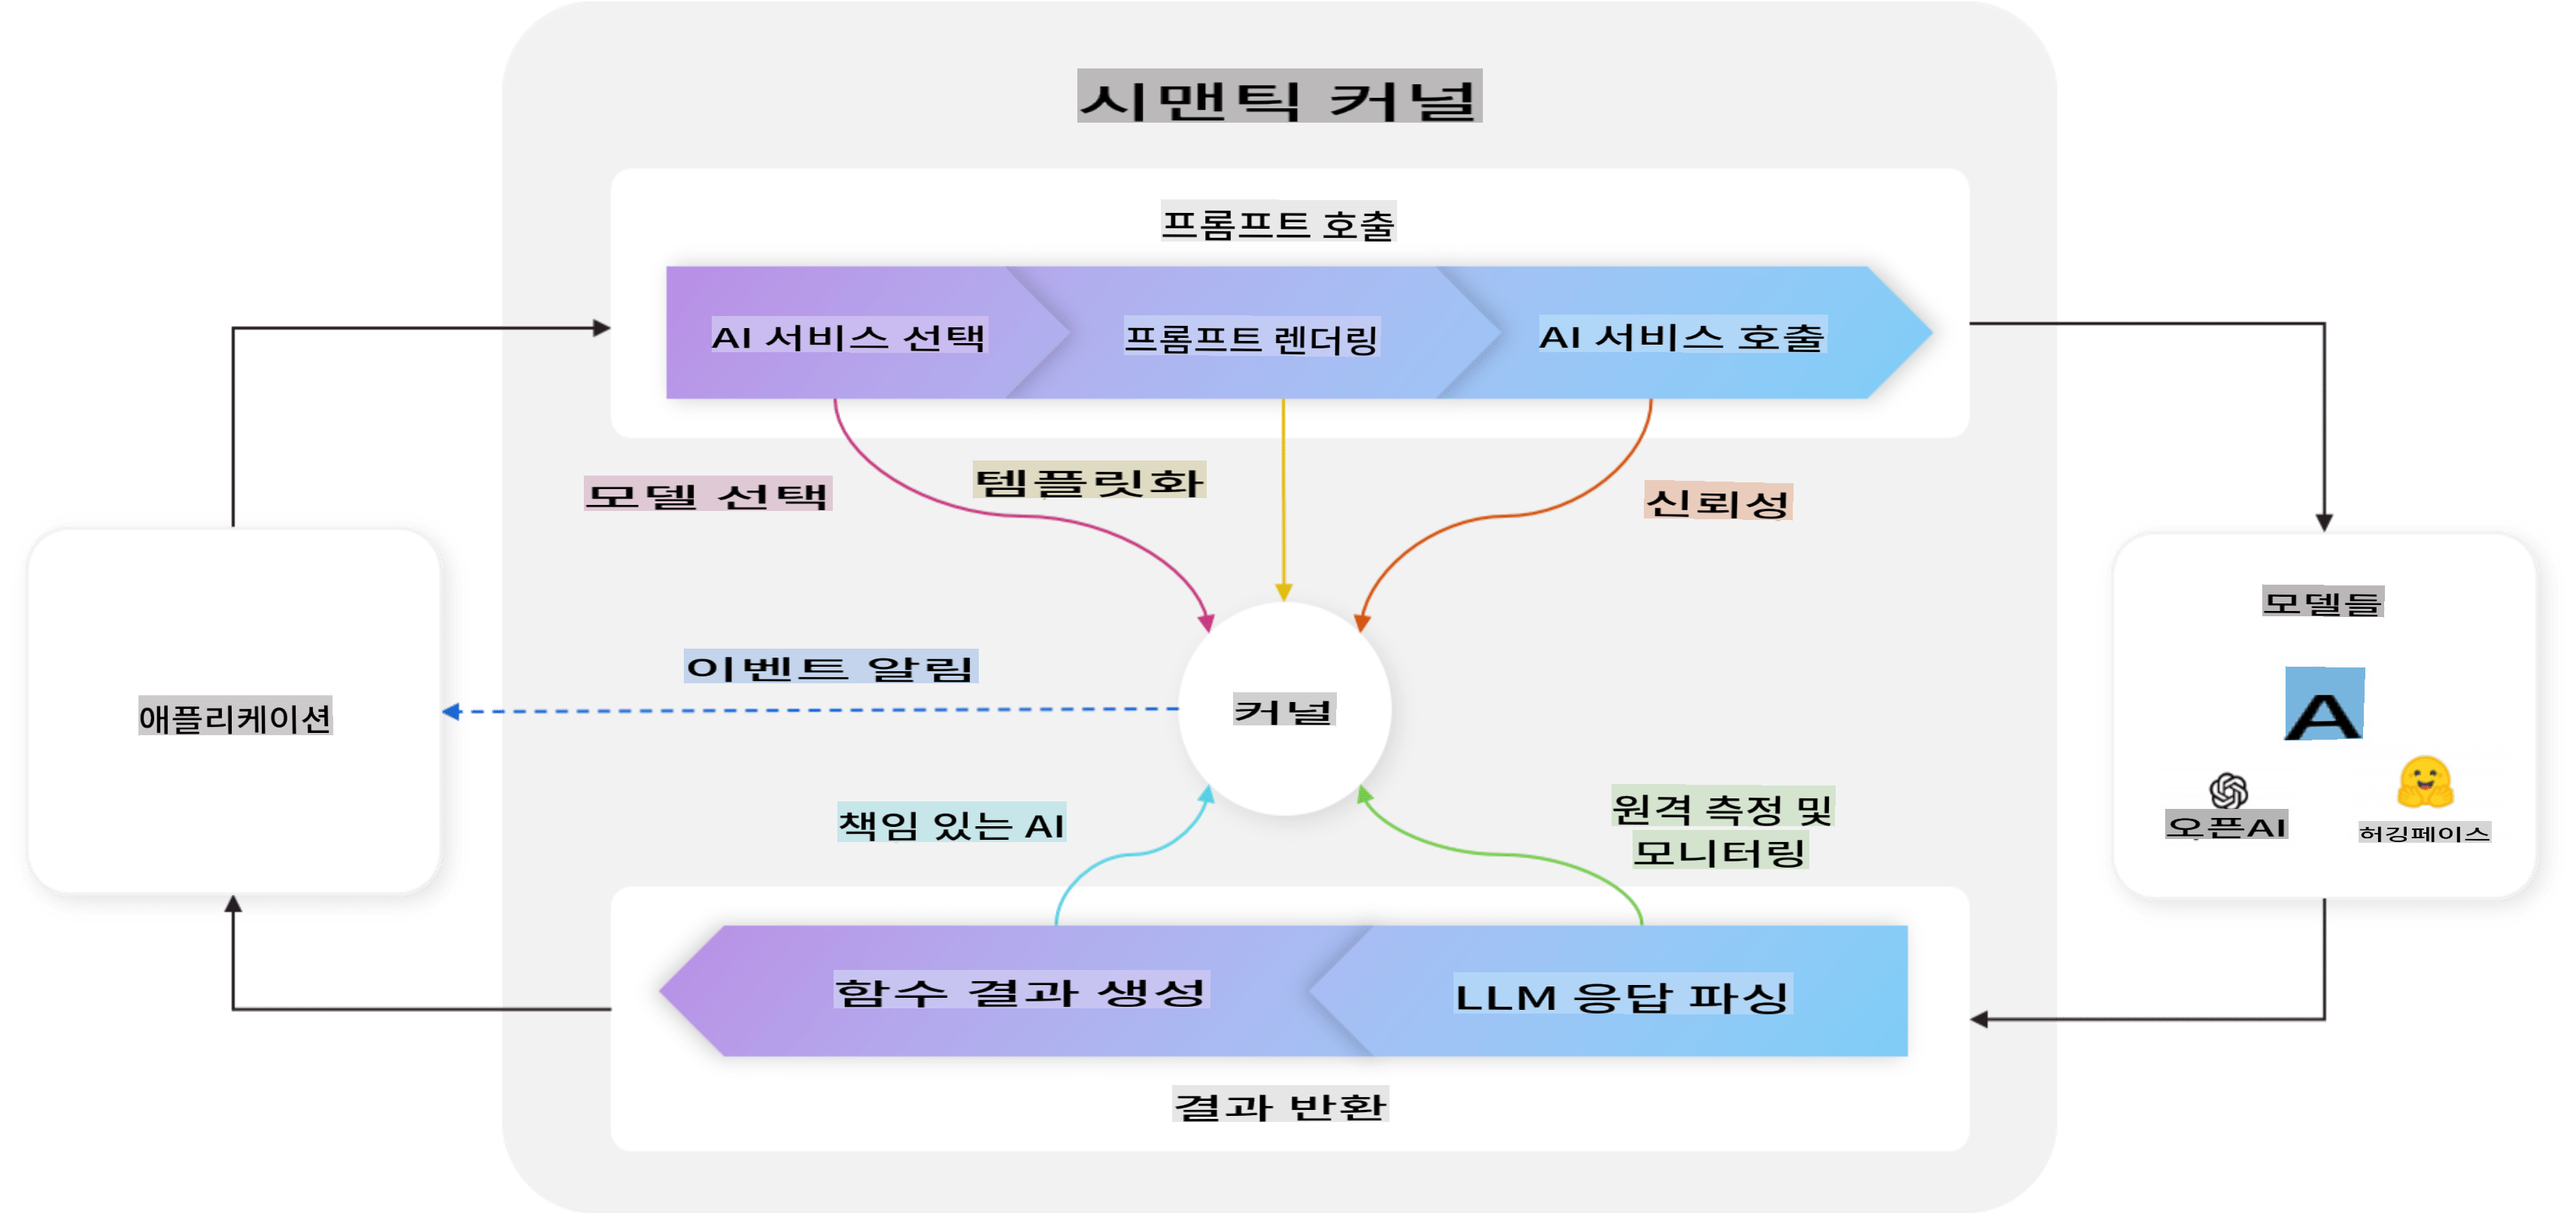 시맨틱 커널
프롬프트 호출
AI 서비스 선택
프롬프트 렌더링
AI 서비스 호출
모델 선택
템플릿화
신뢰성
애플리케이션
이벤트 알림
커널
모델들
A
오픈AI
허깅페이스
책임 있는 AI
원격 측정 및
모니터링
함수 결과 생성
LLM 응답 파싱
결과 반환